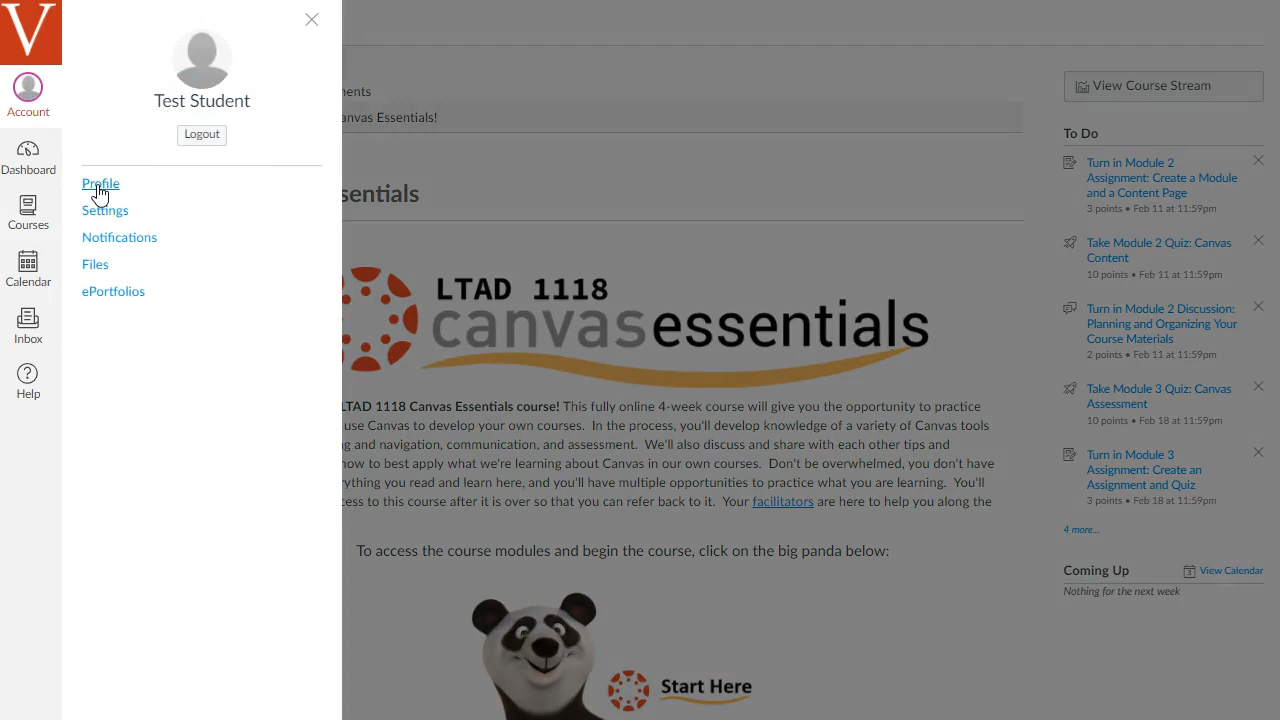 V
Account
Dashboard
Courses
Calendar
Inbox
Help
Test Student
Logout
Profile
Settings
Notifications
Files
ePortfolios
anvas Essentials!
sentials
LTAD 1118
canvasessentials
LTAD 1118 Canvas Essentials course! This fully online 4-week course will give you the opportunity to practice
use Canvas to develop your own courses. In the process, you'll develop knowledge of a variety of Canvas tools
g and navigation, communication, and assessment. We'll also discuss and share with each other tips and
how to best apply what we're learning about Canvas in our own courses. Don't be overwhelmed, you don't have
rything you read and learn here, and you'll have multiple opportunities to practice what you are learning. You'll
cess to this course after it is over so that you can refer back to it. Your facilitators are here to help you along the
To access the course modules and begin the course, click on the big panda below:
Start Here
View Course Stream
To Do
Turn in Module 2
Assignment: Create a Module
and a Content Page
3 points • Feb 11 at 11:59pm
Take Module 2 Quiz: Canvas
Content
10 points • Feb 11 at 11:59pm
Turn in Module 2 Discussion:
Planning and Organizing Your
Course Materials
2 points • Feb 11 at 11:59pm
Take Module 3 Quiz: Canvas
Assessment
10 points • Feb 18 at 11:59pm
Turn in Module 3
Assignment: Create an
Assignment and Quiz
3 points • Feb 18 at 11:59pm
4 more...
Coming Up
View Calendar
Nothing for the next week